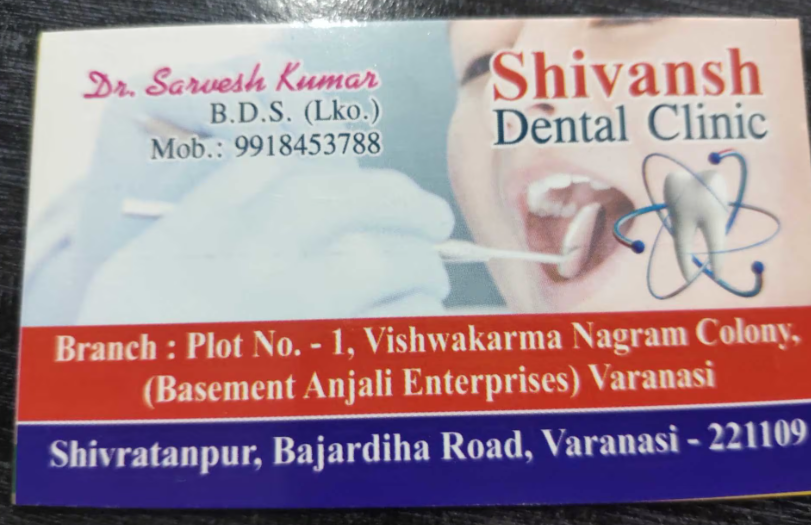 Dr. Sarvesh Kumar
B.D.S. (Lko.)
Mob.: 9918453788
Shivansh
Dental Clinic
Branch : Plot No. - 1, Vishwakarma Nagram Colony,
(Basement Anjali Enterprises) Varanasi
Shivratanpur, Bajardiha Road, Varanasi - 221109